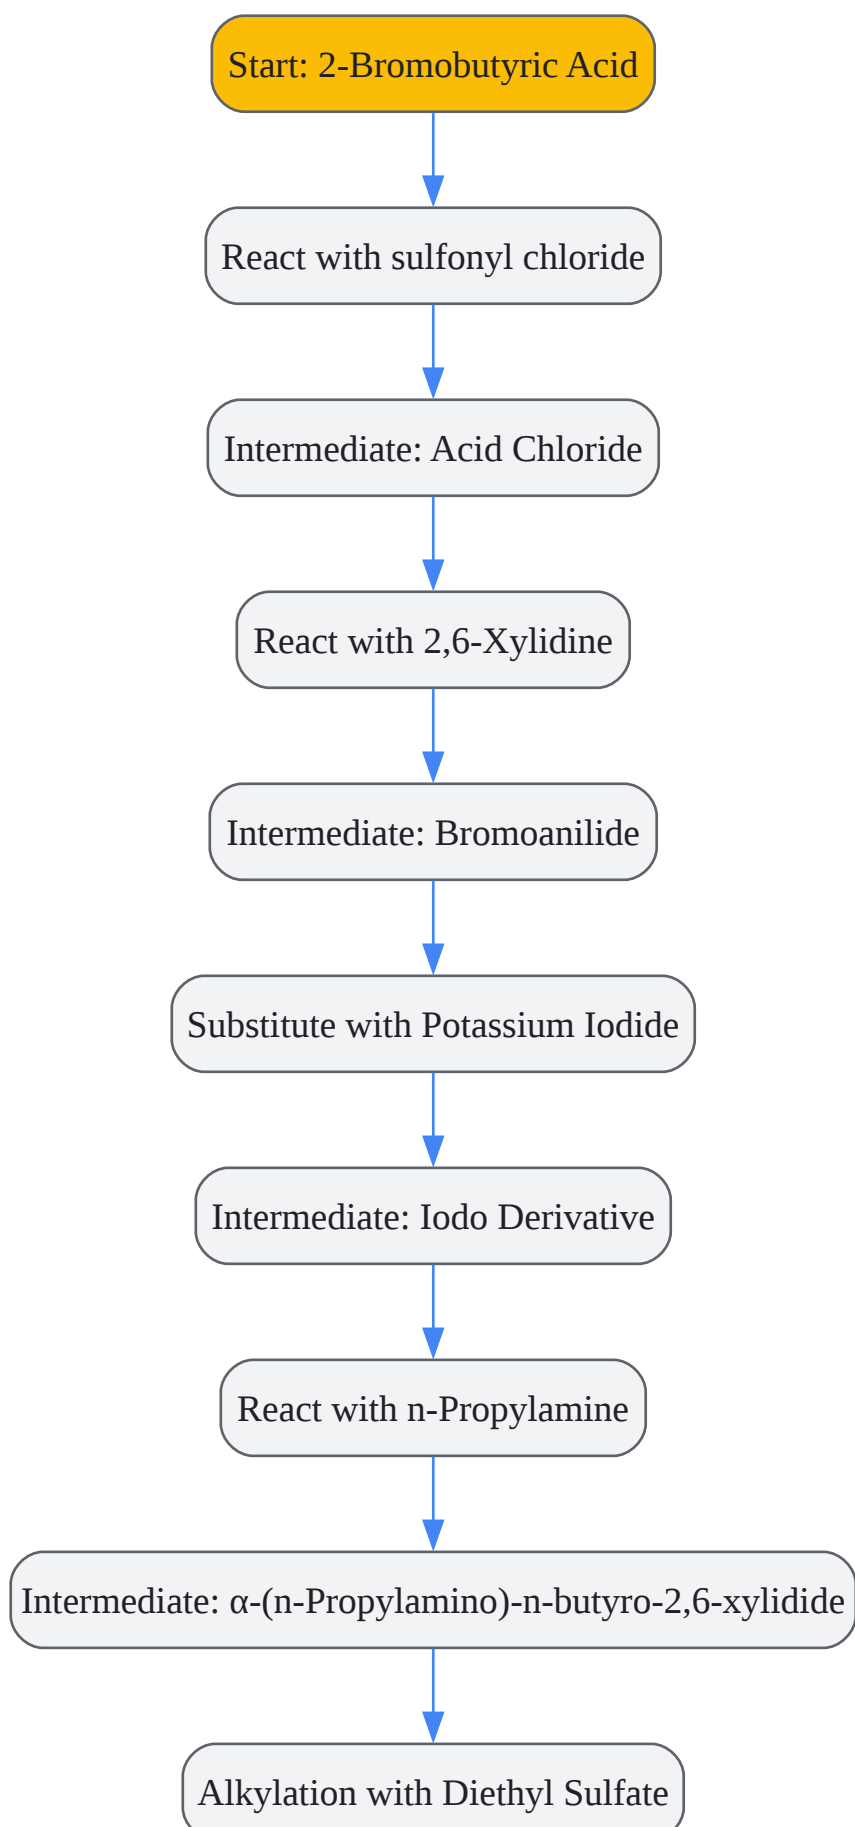 Start: 2-Bromobutyric Acid
React with sulfonyl chloride
Intermediate: Acid Chloride
React with 2,6-Xylidine
Intermediate: Bromoanilide
Substitute with Potassium Iodide
Intermediate: Iodo Derivative
React with n-Propylamine
Intermediate: α-(n-Propylamino)-n-butyro-2,6-xylidide
Alkylation with Diethyl Sulfate